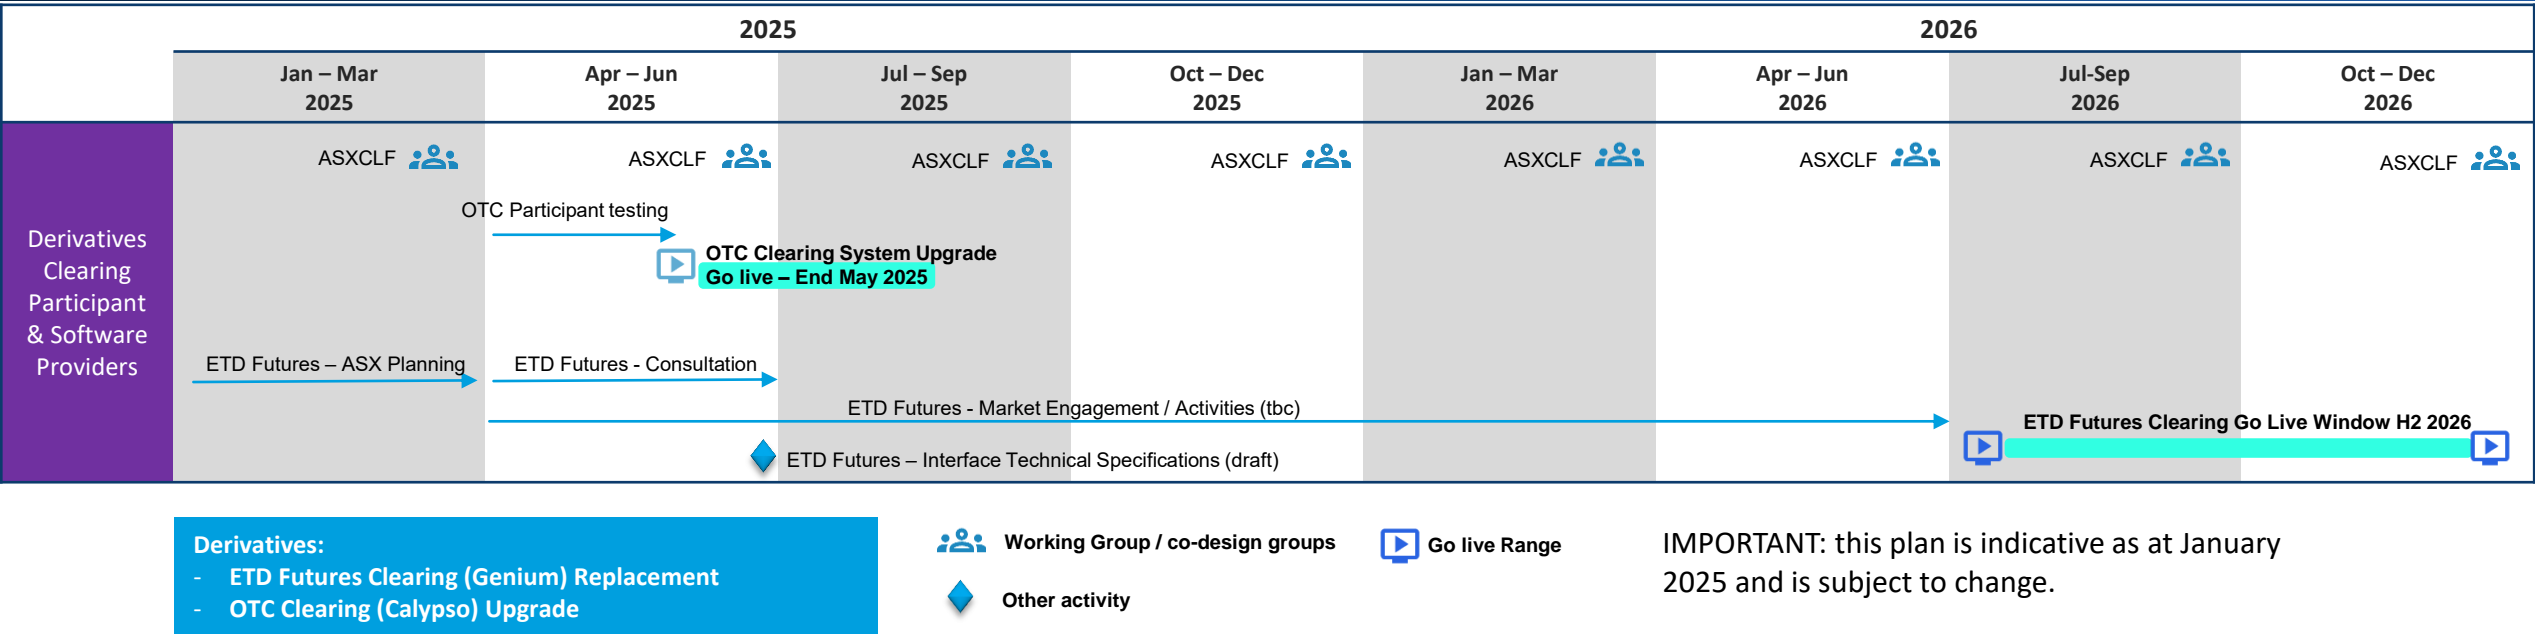 2025
2026
Jan – Mar
2025
Apr – Jun
2025
Jul – Sep
2025
Oct – Dec
2025
Jan – Mar
2026
Apr – Jun
2026
Jul-Sep
2026
Oct – Dec
2026
Derivatives
Clearing
Participant
& Software
Providers
ASXCLF
ASXCLF
ASXCLF
ASXCLF
ASXCLF
ASXCLF
ASXCLF
ASXCLF
OTC Participant testing
OTC Clearing System Upgrade
Go live – End May 2025
ETD Futures – ASX Planning
ETD Futures - Consultation
ETD Futures - Market Engagement / Activities (tbc)
ETD Futures Clearing Go Live Window H2 2026
ETD Futures – Interface Technical Specifications (draft)
Derivatives:
- ETD Futures Clearing (Genium) Replacement
- OTC Clearing (Calypso) Upgrade
Working Group / co-design groups
Go live Range
Other activity
IMPORTANT: this plan is indicative as at January
2025 and is subject to change.